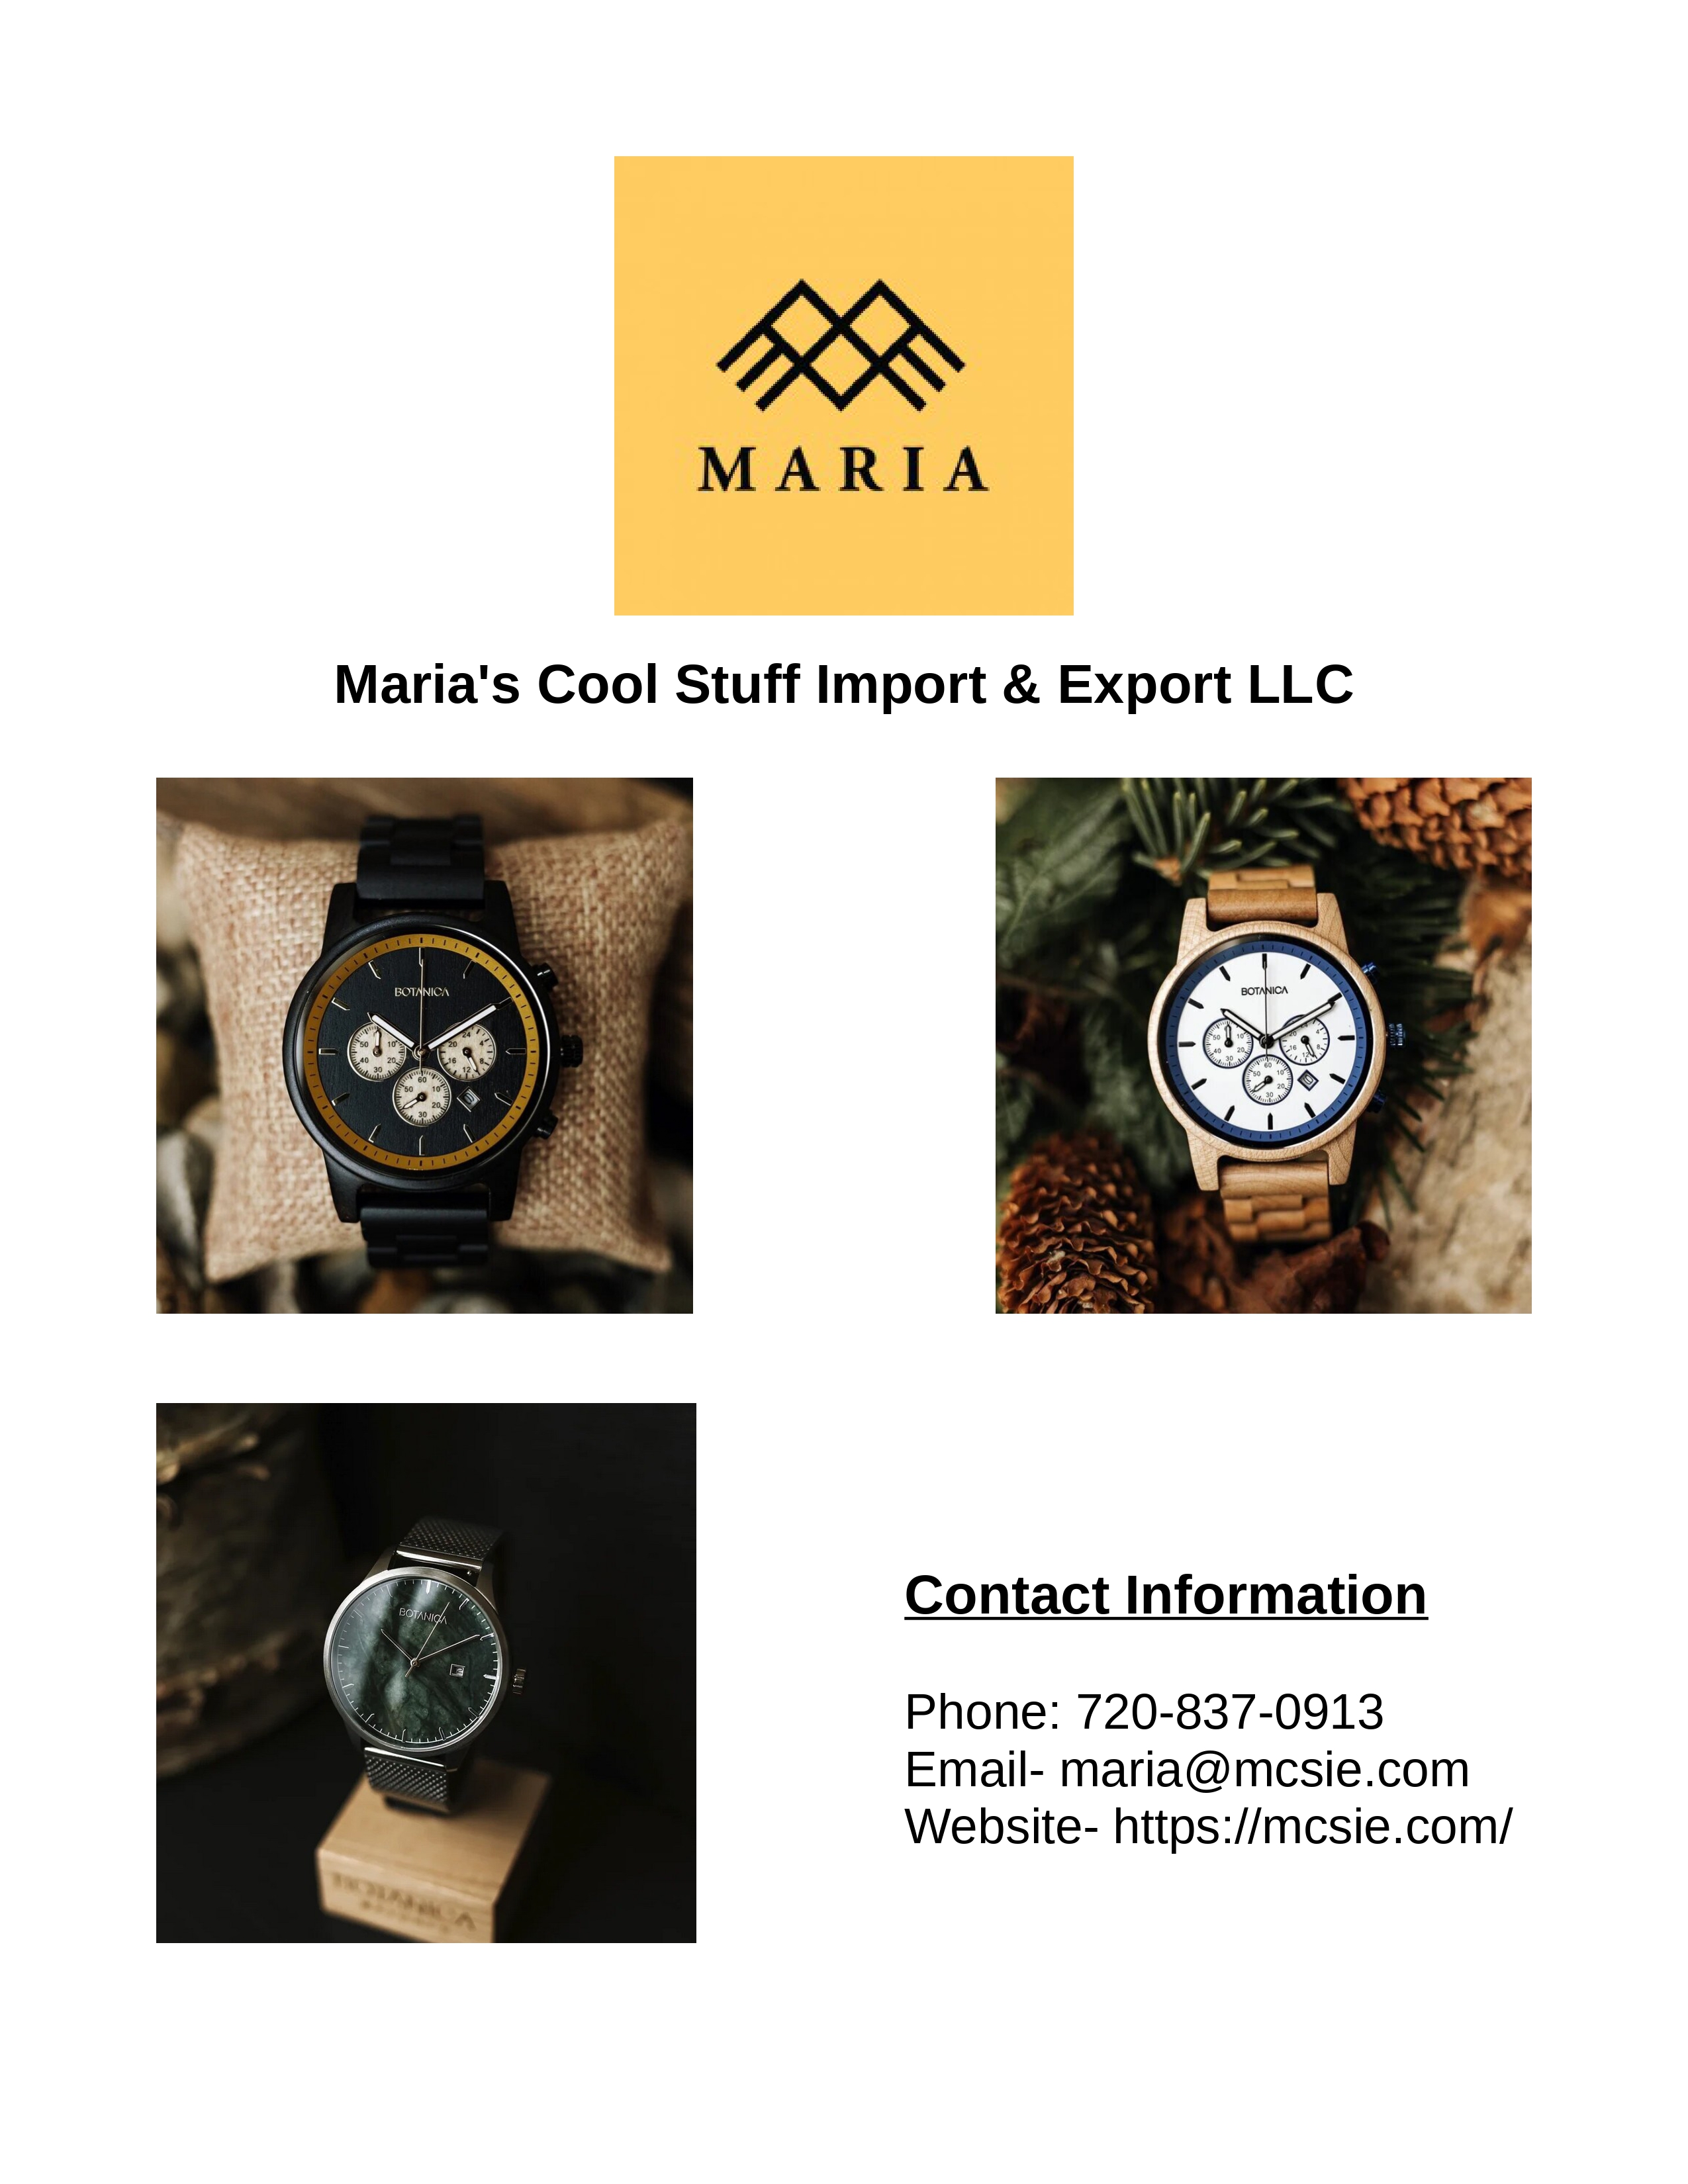 MARIA
Maria's Cool Stuff Import & Export LLC
BOTANICA
BOTANICA
BOTANICA
BOTANICA
Contact Information
Phone: 720-837-0913
Email- maria@mcsie.com
Website- https://mcsie.com/